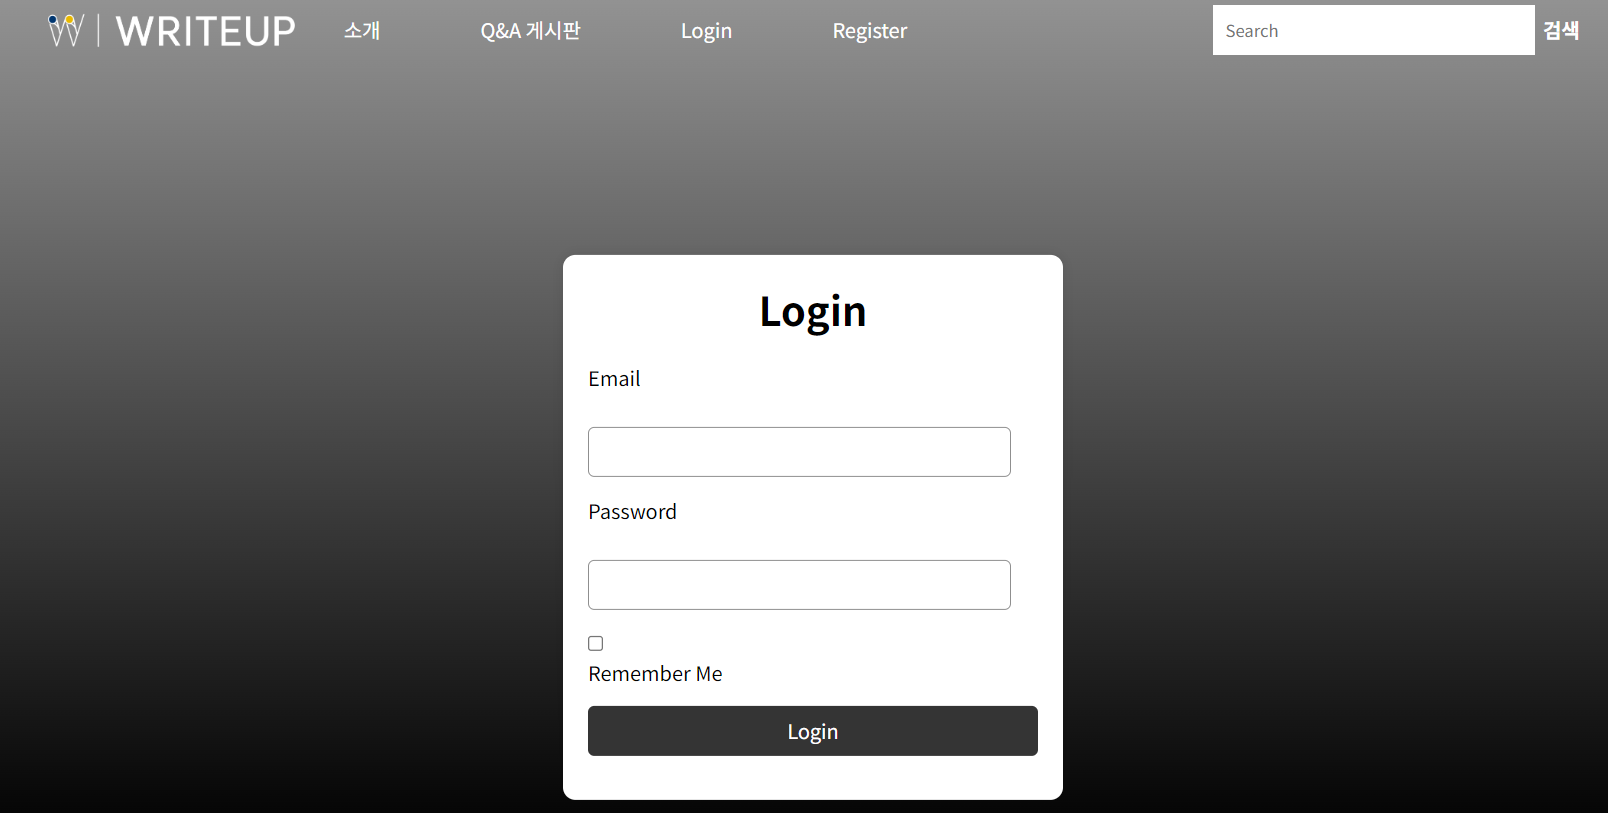 WRITEUP 소개 Q&A 게시판 Login Register Search 검색
Login
Email
Password
Remember Me
Login